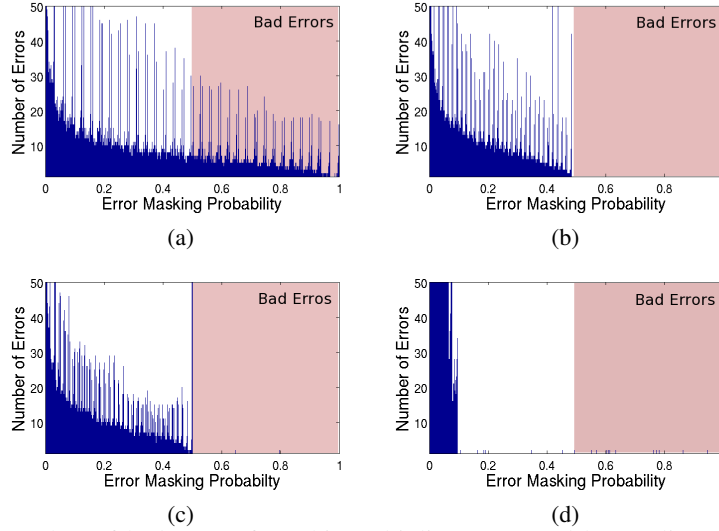 50
40
30
20
10
Number of Errors
Bad Errors
0
0.2
0.4
0.6
0.8
1
Error Masking Probability
(a)
50
40
30
20
10
Number of Errors
Bad Errors
0
0.2
0.4
0.6
0.8
Error Masking Probability
(b)
50
40
30
20
10
Number of Errors
Bad Erros
0
0.2
0.4
0.6
0.8
1
Error Masking Probabilty
(c)
50
40
30
20
10
Number of Errors
Bad Errors
0
0.2
0.4
0.6
0.8
Error Masking Probability
(d)